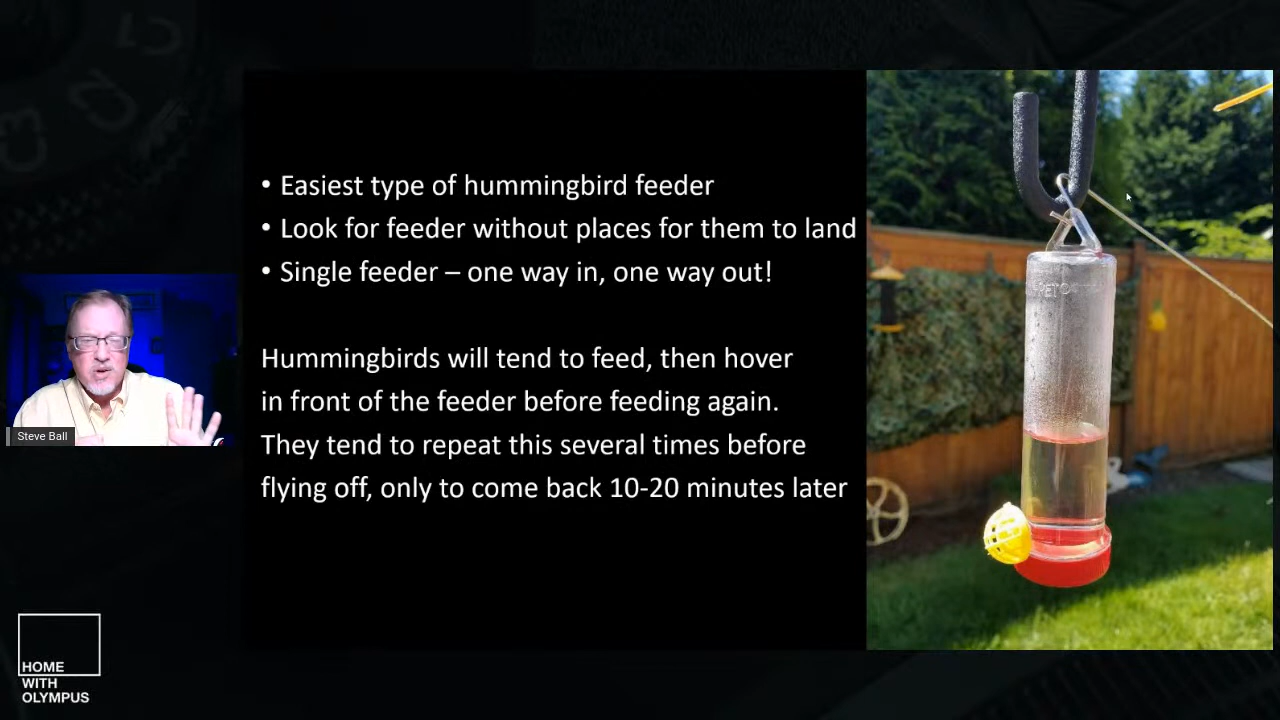 • Easiest type of hummingbird feeder
• Look for feeder without places for them to land
• Single feeder – one way in, one way out!
Hummingbirds will tend to feed, then hover
in front of the feeder before feeding again.
They tend to repeat this several times before
flying off, only to come back 10-20 minutes later
Steve Ball
HOME
WITH
OLYMPUS